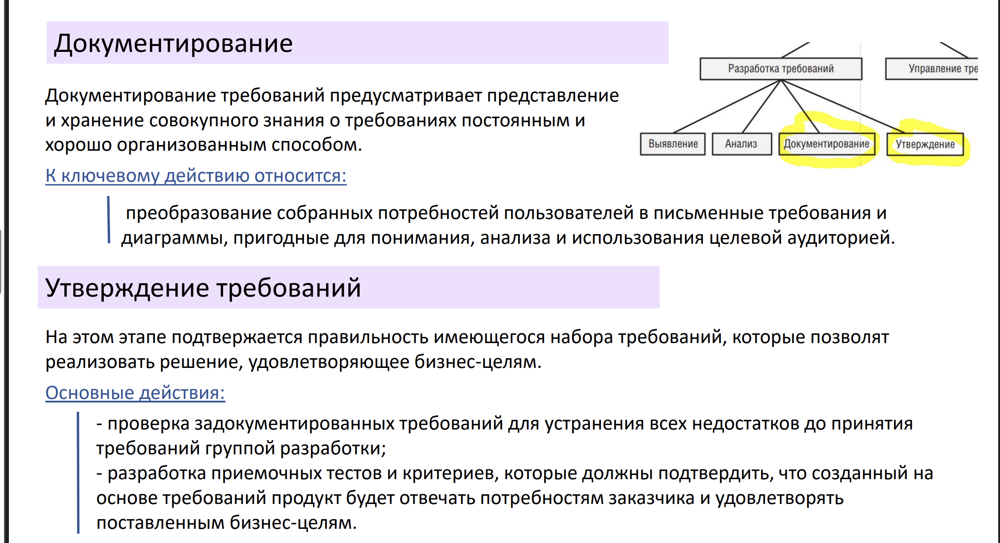 Документирование
Разработка требований
Управление тре
Документирование требований предусматривает представление
и хранение совокупного знания о требованиях постоянным и
хорошо организованным способом.
Выявление
Анализ
Документирование
Утверждение
К ключевому действию относится:
преобразование собранных потребностей пользователей в письменные требования и
диаграммы, пригодные для понимания, анализа и использования целевой аудиторией.
Утверждение требований
На этом этапе подтвержается правильность имеющегося набора требований, которые позволят
реализовать решение, удовлетворяющее бизнес-целям.
Основные действия:
- проверка задокументированных требований для устранения всех недостатков до принятия
требований группой разработки;
- разработка приемочных тестов и критериев, которые должны подтвердить, что созданный на
основе требований продукт будет отвечать потребностям заказчика и удовлетворять
поставленным бизнес-целям.